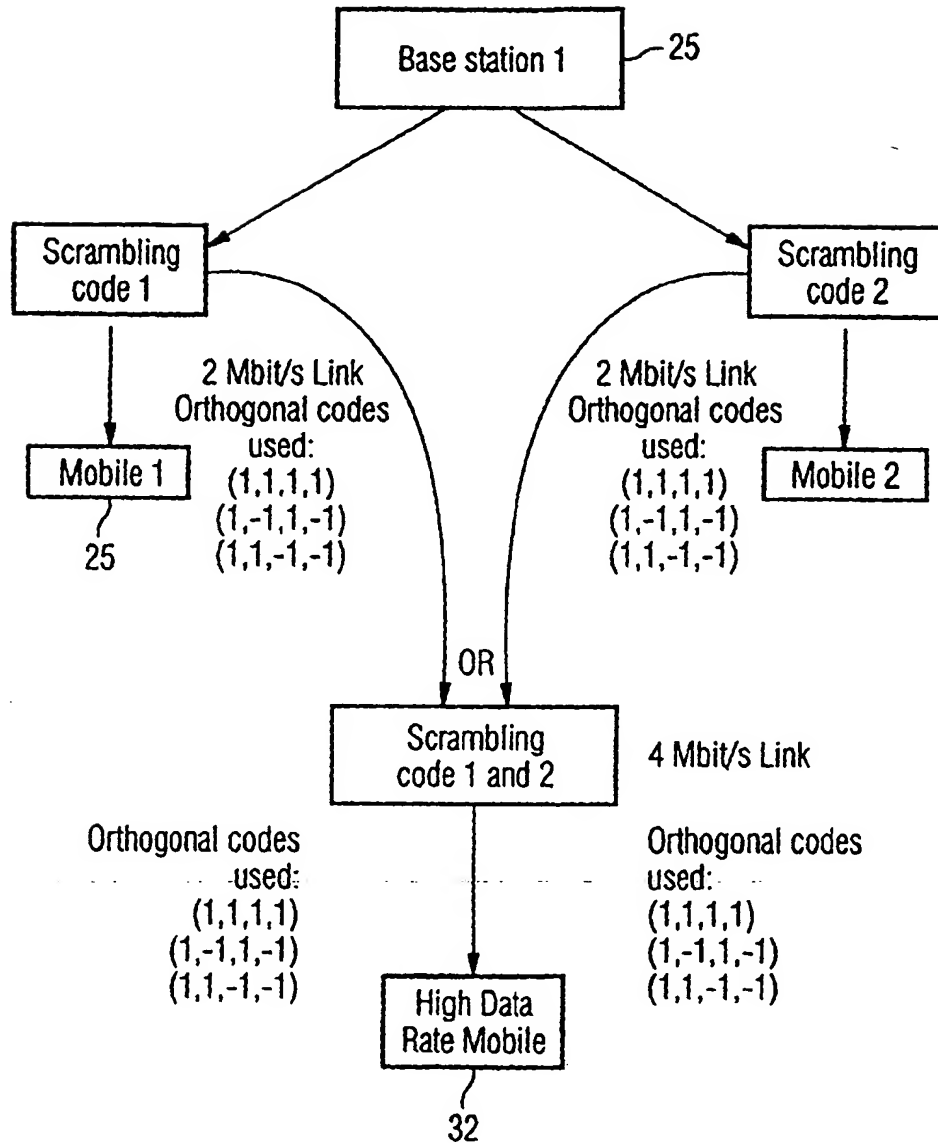 Base station 1
25
Scrambling
code 1
Scrambling
code 2
2 Mbit/s Link
Orthogonal codes
used:
(1,1,1,1)
(1,-1,1,-1)
(1,1,-1,-1)
2 Mbit/s Link
Orthogonal codes
used:
(1,1,1,1)
(1,-1,1,-1)
(1,1,-1,-1)
Mobile 1
25
Mobile 2
OR
Scrambling
code 1 and 2
4 Mbit/s Link
Orthogonal codes
used:
(1,1,1,1)
(1,-1,1,-1)
(1,1,-1,-1)
Orthogonal codes
used:
(1,1,1,1)
(1,-1,1,-1)
(1,1,-1,-1)
High Data
Rate Mobile
32